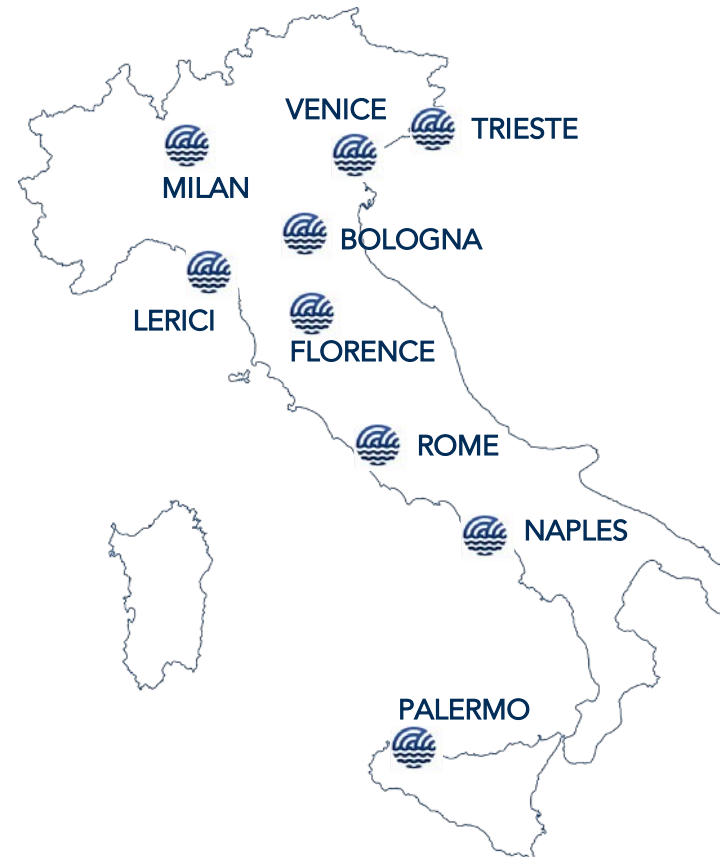 VENICE
TRIESTE
MILAN
BOLOGNA
LERICI
FLORENCE
ROME
NAPLES
PALERMO